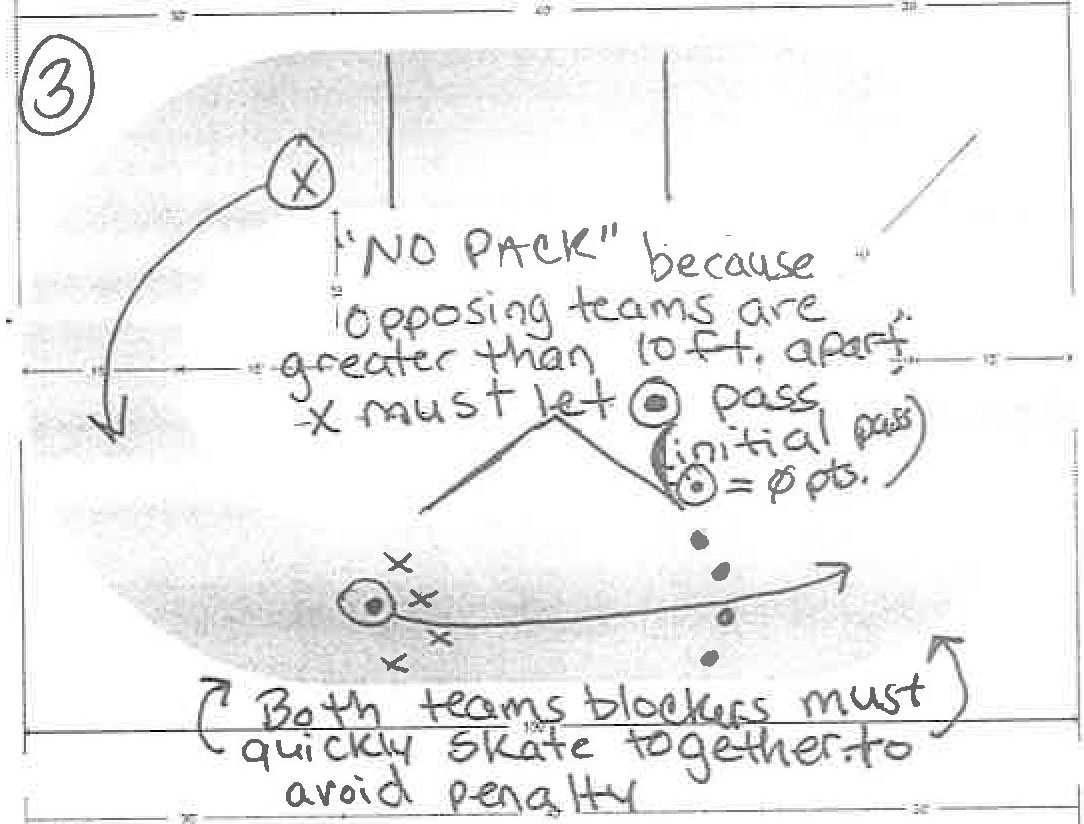 3
X
"NO PACK" because
opposing teams are
greater than 10 ft. apart,
-X must let pass
(initial pass)
= Ø pts.
X
X
X
X
Both teams blockers must
quickly skate together to
avoid penalty